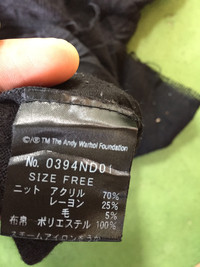 ©/® TM The Andy Warhol Foundation
No. 0394ND01
SIZE FREE
ニット アクリル 70%
レーヨン 25%
毛 5%
布帛 ポリエステル 100%